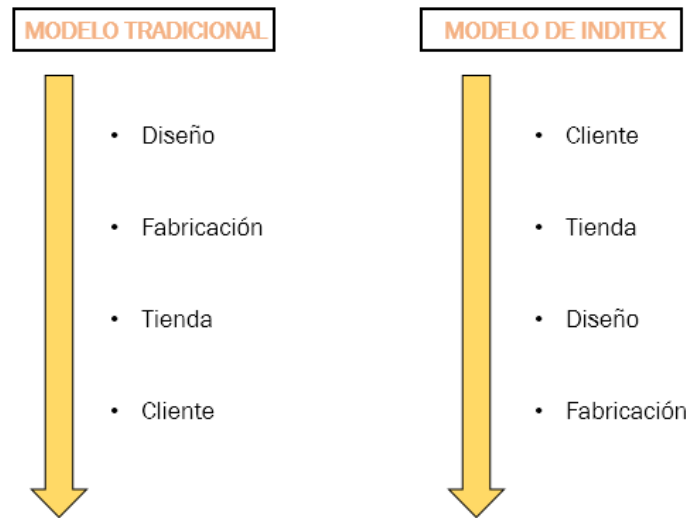 MODELO TRADICIONAL
• Diseño
• Fabricación
• Tienda
• Cliente
MODELO DE INDITEX
• Cliente
• Tienda
• Diseño
• Fabricación